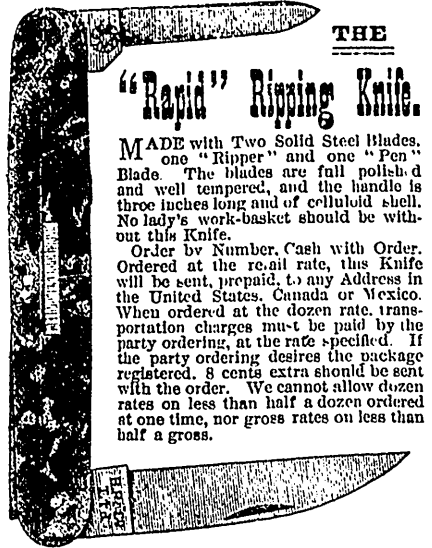 THE
"Rapid" Ripping Knife.
MADE with Two Solid Steel Blades,
one "Ripper" and one "Pen"
Blade. The blades are full polished
and well tempered, and the handle is
three inches long and of celluloid shell.
No lady's work-basket should be with-
out this Knife.
Order by Number. Cash with Order.
Ordered at the retail rate, this Knife
will be sent, prepaid, to any Address in
the United States, Canada or Mexico.
When ordered at the dozen rate, trans-
portation charges must be paid by the
party ordering, at the rate specified. If
the party ordering desires the package
registered, 8 cents extra should be sent
with the order. We cannot allow dozen
rates on less than half a dozen ordered
at one time, nor gross rates on less than
half a gross.